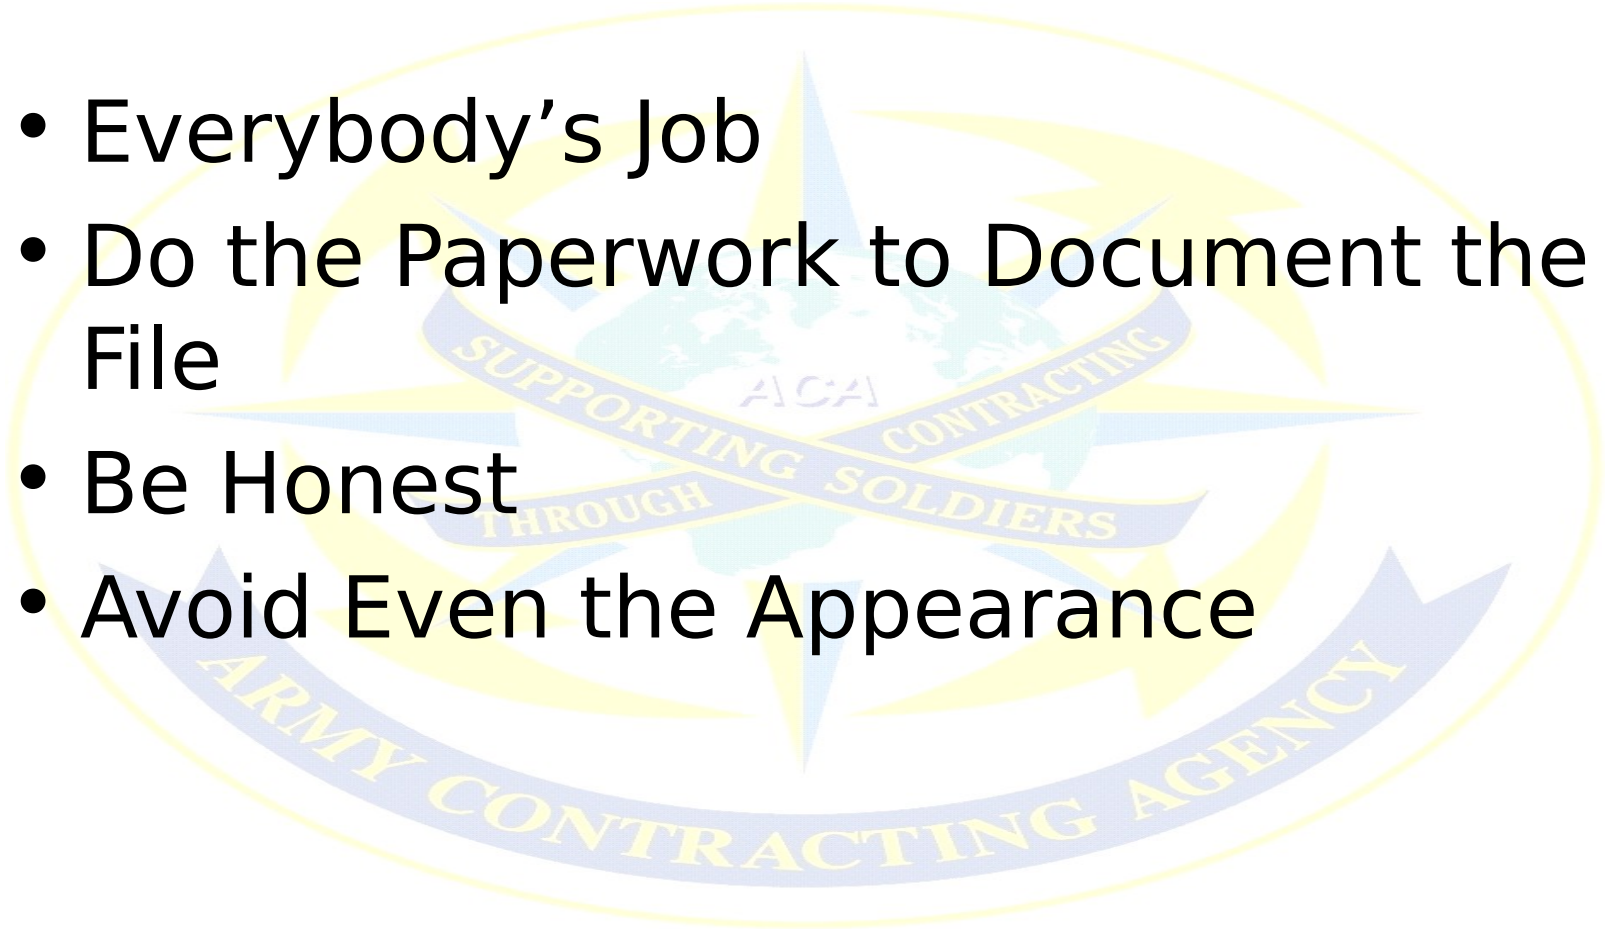 • Everybody’s Job
• Do the Paperwork to Document the
File
• Be Honest
• Avoid Even the Appearance
SUPPORTING SOLDIERS
THROUGH CONTRACTING
ACA
ARMY CONTRACTING AGENCY